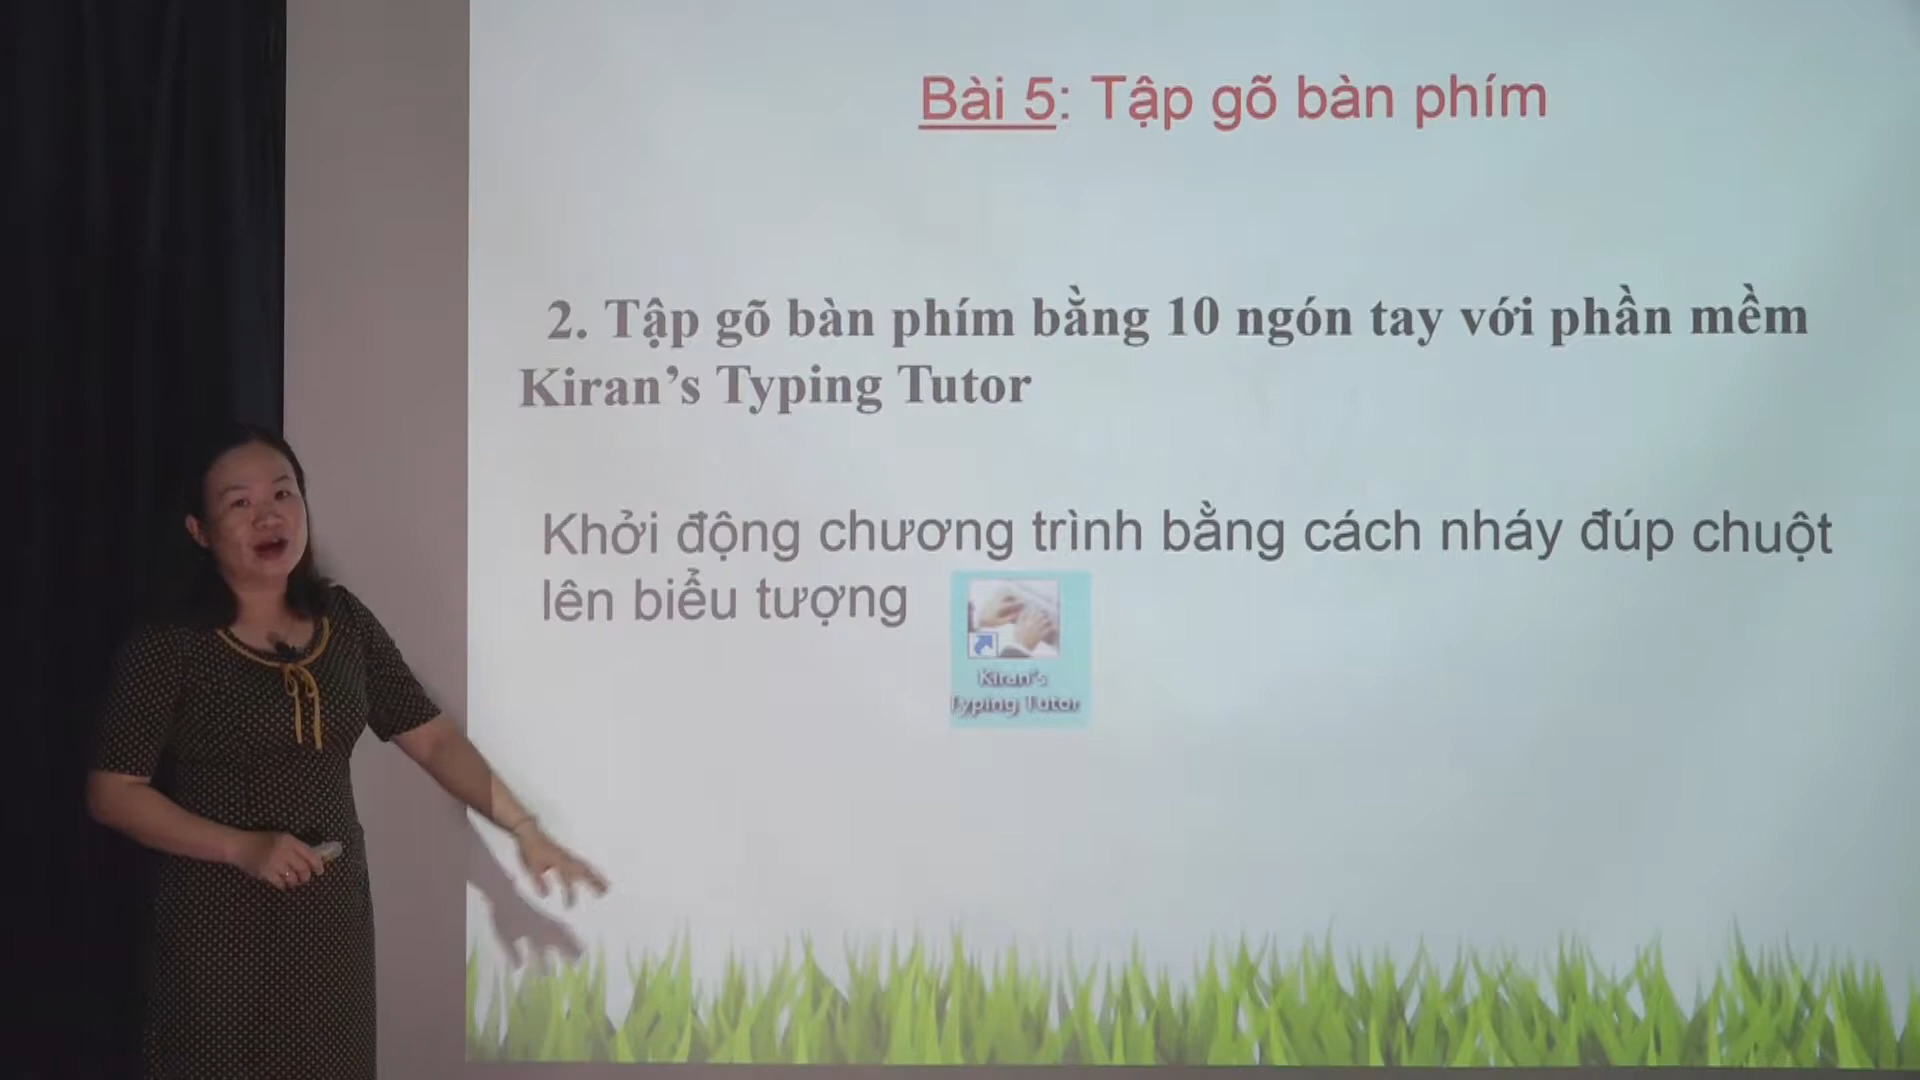 Bài 5: Tập gõ bàn phím
2. Tập gõ bàn phím bằng 10 ngón tay với phần mềm
Kiran's Typing Tutor
Khởi động chương trình bằng cách nháy đúp chuột
lên biểu tượng
Kiran's
Typing Tutor